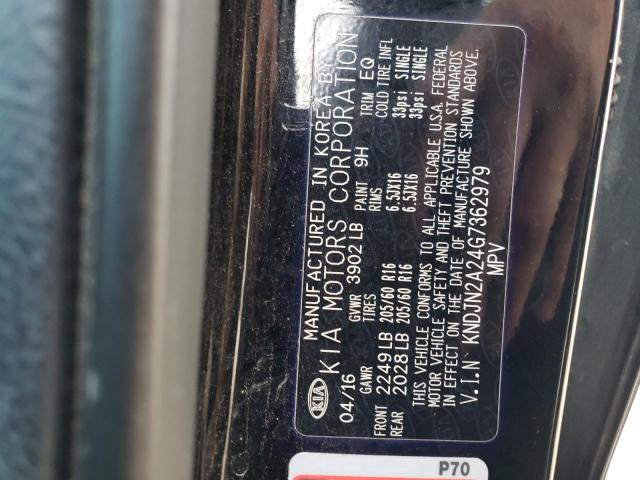 KIA
MANUFACTURED IN KOREA BY
KIA MOTORS CORPORATION
04/16 GVWR 3902 LB PAINT 9H TRIM EQ
GAWR TIRES RIMS COLD TIRE INFL
FRONT 2249 LB 205/60 R16 6.5JX16 33psi SINGLE
REAR 2028 LB 205/60 R16 6.5JX16 33psi SINGLE
THIS VEHICLE CONFORMS TO ALL APPLICABLE U.S.A. FEDERAL
MOTOR VEHICLE SAFETY AND THEFT PREVENTION STANDARDS
IN EFFECT ON THE DATE OF MANUFACTURE SHOWN ABOVE.
V.I.N KNDJN2A24G7362979
MPV
P70